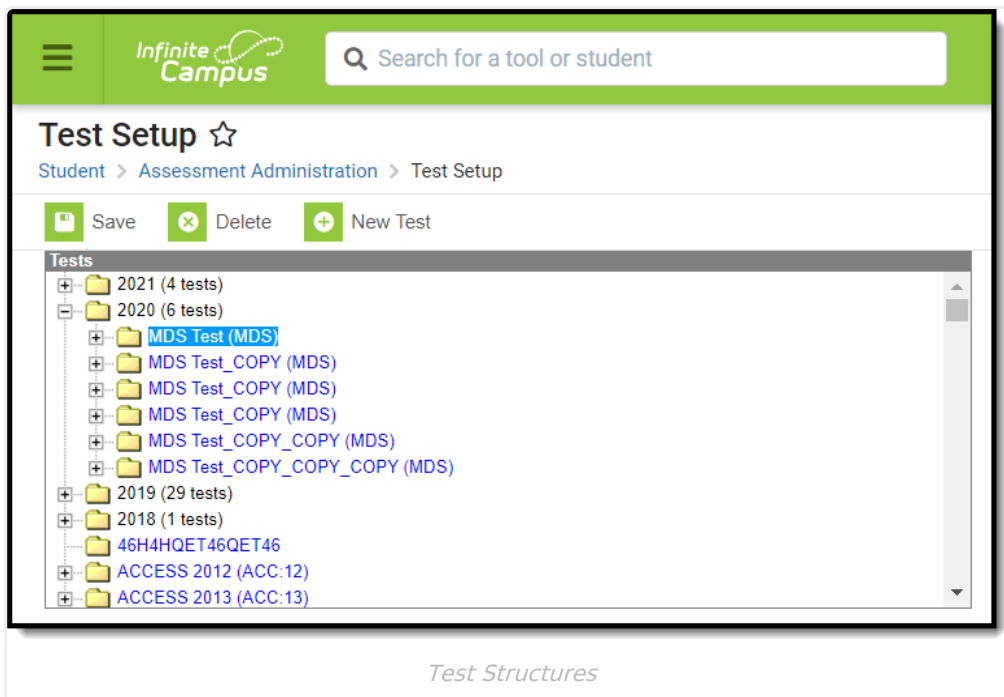 Infinite
Campus
Search for a tool or student
Test Setup
Student > Assessment Administration > Test Setup
Save Delete New Test
Tests
2021 (4 tests)
2020 (6 tests)
MDS Test (MDS)
MDS Test_COPY (MDS)
MDS Test_COPY (MDS)
MDS Test_COPY (MDS)
MDS Test_COPY_COPY (MDS)
MDS Test_COPY_COPY_COPY (MDS)
2019 (29 tests)
2018 (1 tests)
46H4HQET46QET46
ACCESS 2012 (ACC:12)
ACCESS 2013 (ACC:13)
Test Structures